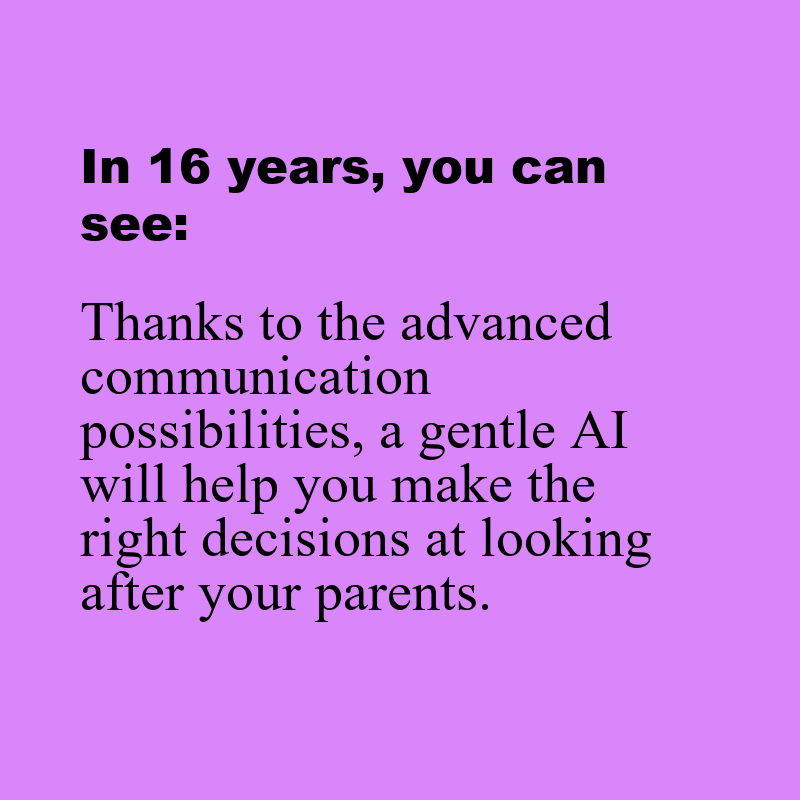 In 16 years, you can
see:
Thanks to the advanced
communication
possibilities, a gentle AI
will help you make the
right decisions at looking
after your parents.